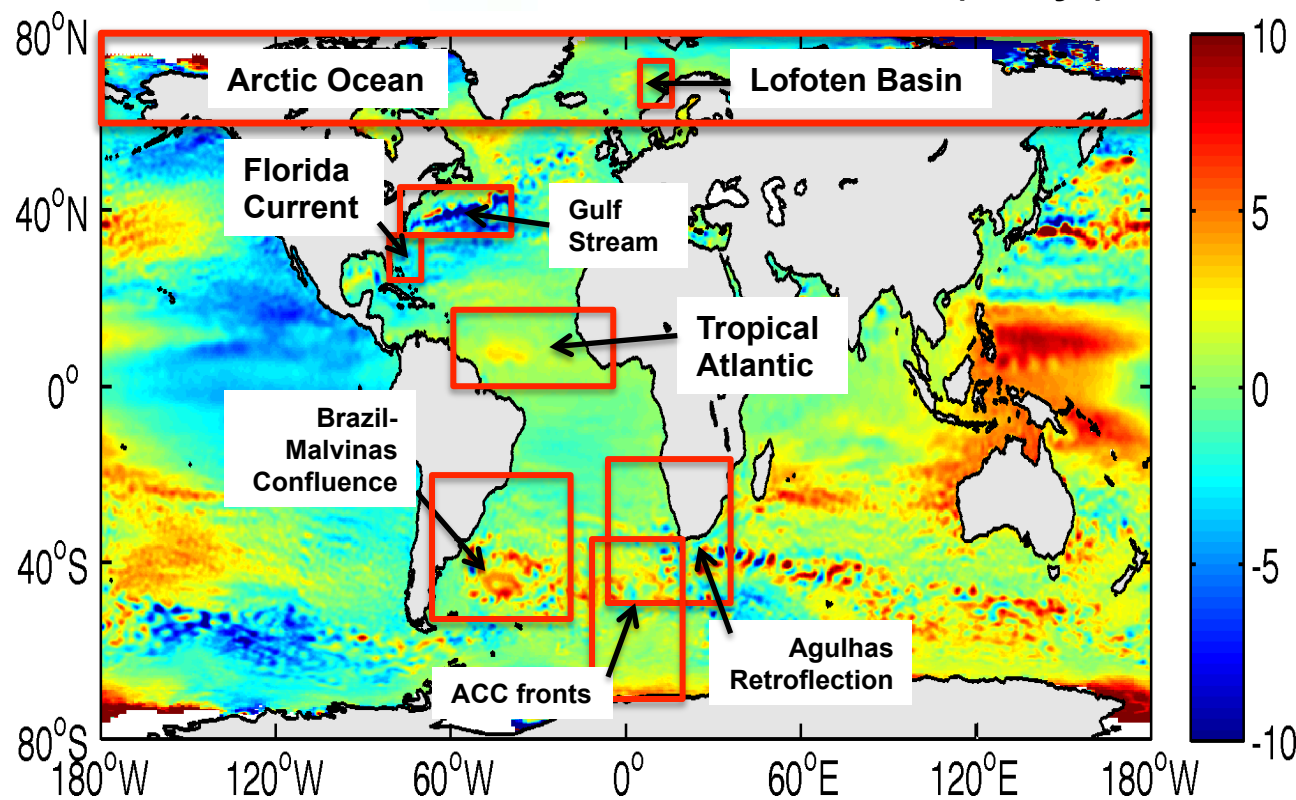 80°N
Arctic Ocean
Lofoten Basin
Florida
Current
Gulf
Stream
40°N
Tropical
Atlantic
0°
Brazil-
Malvinas
Confluence
40°S
Agulhas
Retroflection
ACC fronts
80°S
180°W
120°W
60°W
0°
60°E
120°E
180°W
10
5
0
-5
-10